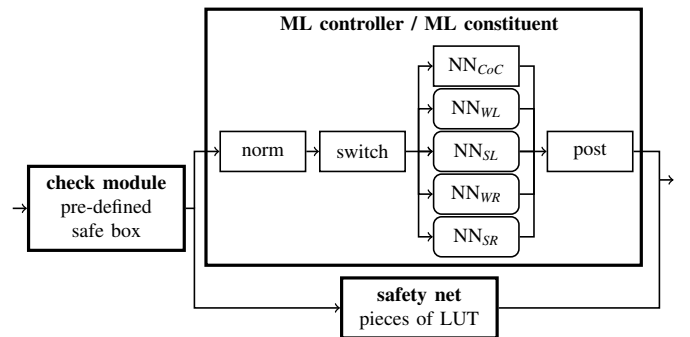 ML controller / ML constituent
NN_CoC
NN_WL
norm
switch
NN_SL
post
check module
pre-defined
safe box
NN_WR
NN_SR
safety net
pieces of LUT